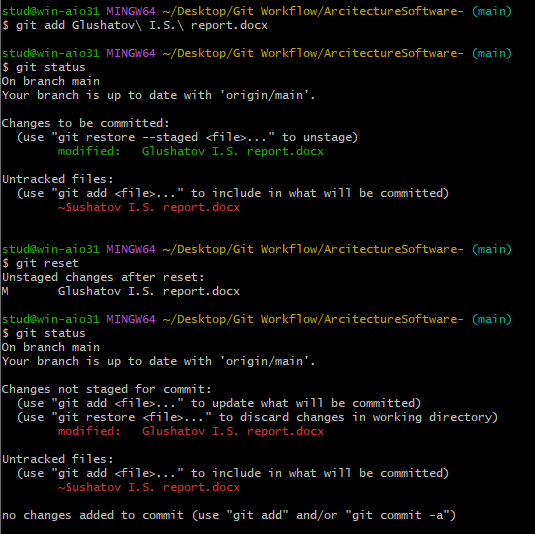 stud@win-aio31 MINGW64 ~/Desktop/Git Workflow/ArcitectureSoftware- (main)
$ git add Glushatov\ I.S.\ report.docx
stud@win-aio31 MINGW64 ~/Desktop/Git Workflow/ArcitectureSoftware- (main)
$ git status
On branch main
Your branch is up to date with 'origin/main'.
Changes to be committed:
(use "git restore --staged <file>..." to unstage)
modified:   Glushatov I.S. report.docx
Untracked files:
(use "git add <file>..." to include in what will be committed)
~$ushatov I.S. report.docx
stud@win-aio31 MINGW64 ~/Desktop/Git Workflow/ArcitectureSoftware- (main)
$ git reset
Unstaged changes after reset:
M       Glushatov I.S. report.docx
stud@win-aio31 MINGW64 ~/Desktop/Git Workflow/ArcitectureSoftware- (main)
$ git status
On branch main
Your branch is up to date with 'origin/main'.
Changes not staged for commit:
(use "git add <file>..." to update what will be committed)
(use "git restore <file>..." to discard changes in working directory)
modified:   Glushatov I.S. report.docx
Untracked files:
(use "git add <file>..." to include in what will be committed)
~$ushatov I.S. report.docx
no changes added to commit (use "git add" and/or "git commit -a")